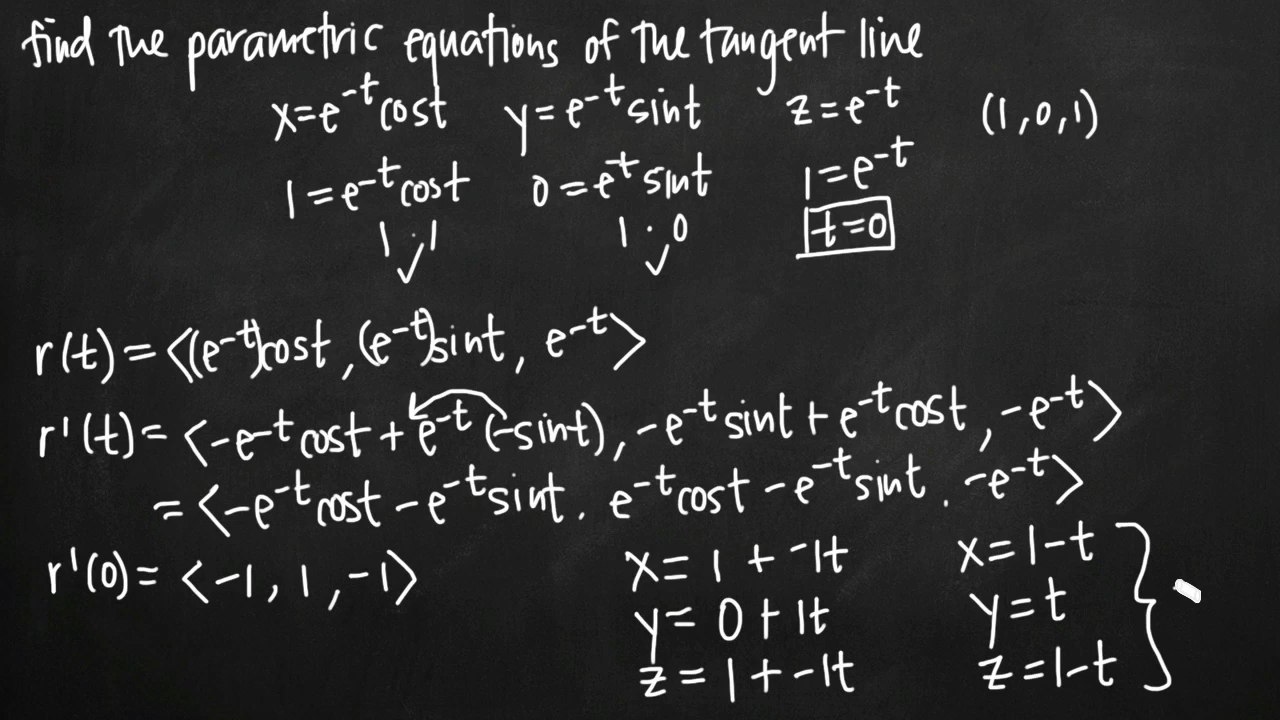 find the parametric equations of the tangent line
x=e^-t cost y=e^-t sint z=e^-t (1,0,1)
1=e^-t cost 0=e^t sint 1=e^-t
1·1 1·0 t=0
✓ ✓
r(t)=<(e^-t)cost,(e^-t)sint, e^-t>
r'(t)=<-e^-t cost+e^-t(-sint),-e^-t sint+e^-t cost,-e^-t>
=<-e^-t cost-e^-t sint. e^-t cost-e^-t sint. -e^-t>
r'(0)=<-1,1,-1>
x=1+-1t x=1-t
y=0+1t y=t
z=1+-1t z=1-t